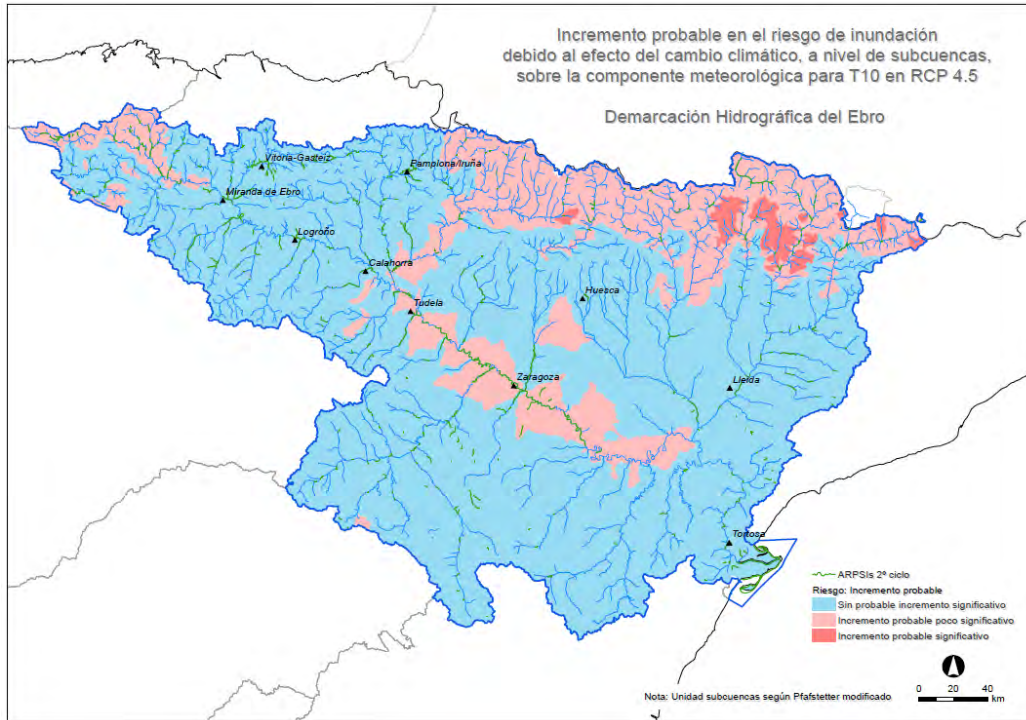 Incremento probable en el riesgo de inundación
debido al efecto del cambio climático, a nivel de subcuencas,
sobre la componente meteorológica para T10 en RCP 4.5
Demarcación Hidrográfica del Ebro
Vitoria-Gasteiz
Pamplona/Iruña
Miranda de Ebro
Logroño
Calahorra
Tudela
Huesca
Zaragoza
Lleida
Tortosa
ARPSIs 2º ciclo
Riesgo: Incremento probable
Sin probable incremento significativo
Incremento probable poco significativo
Incremento probable significativo
Nota: Unidad subcuencas según Pfafstetter modificado
0 20 40
km